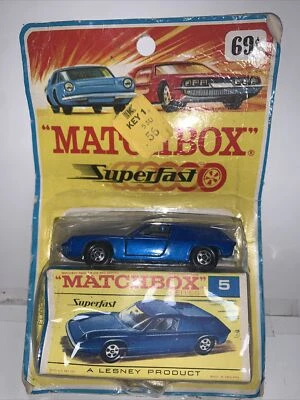 69¢
KEY 1
"MATCHBOX"
Superfast
"MATCHBOX"
5
Superfast
A LESNEY PRODUCT